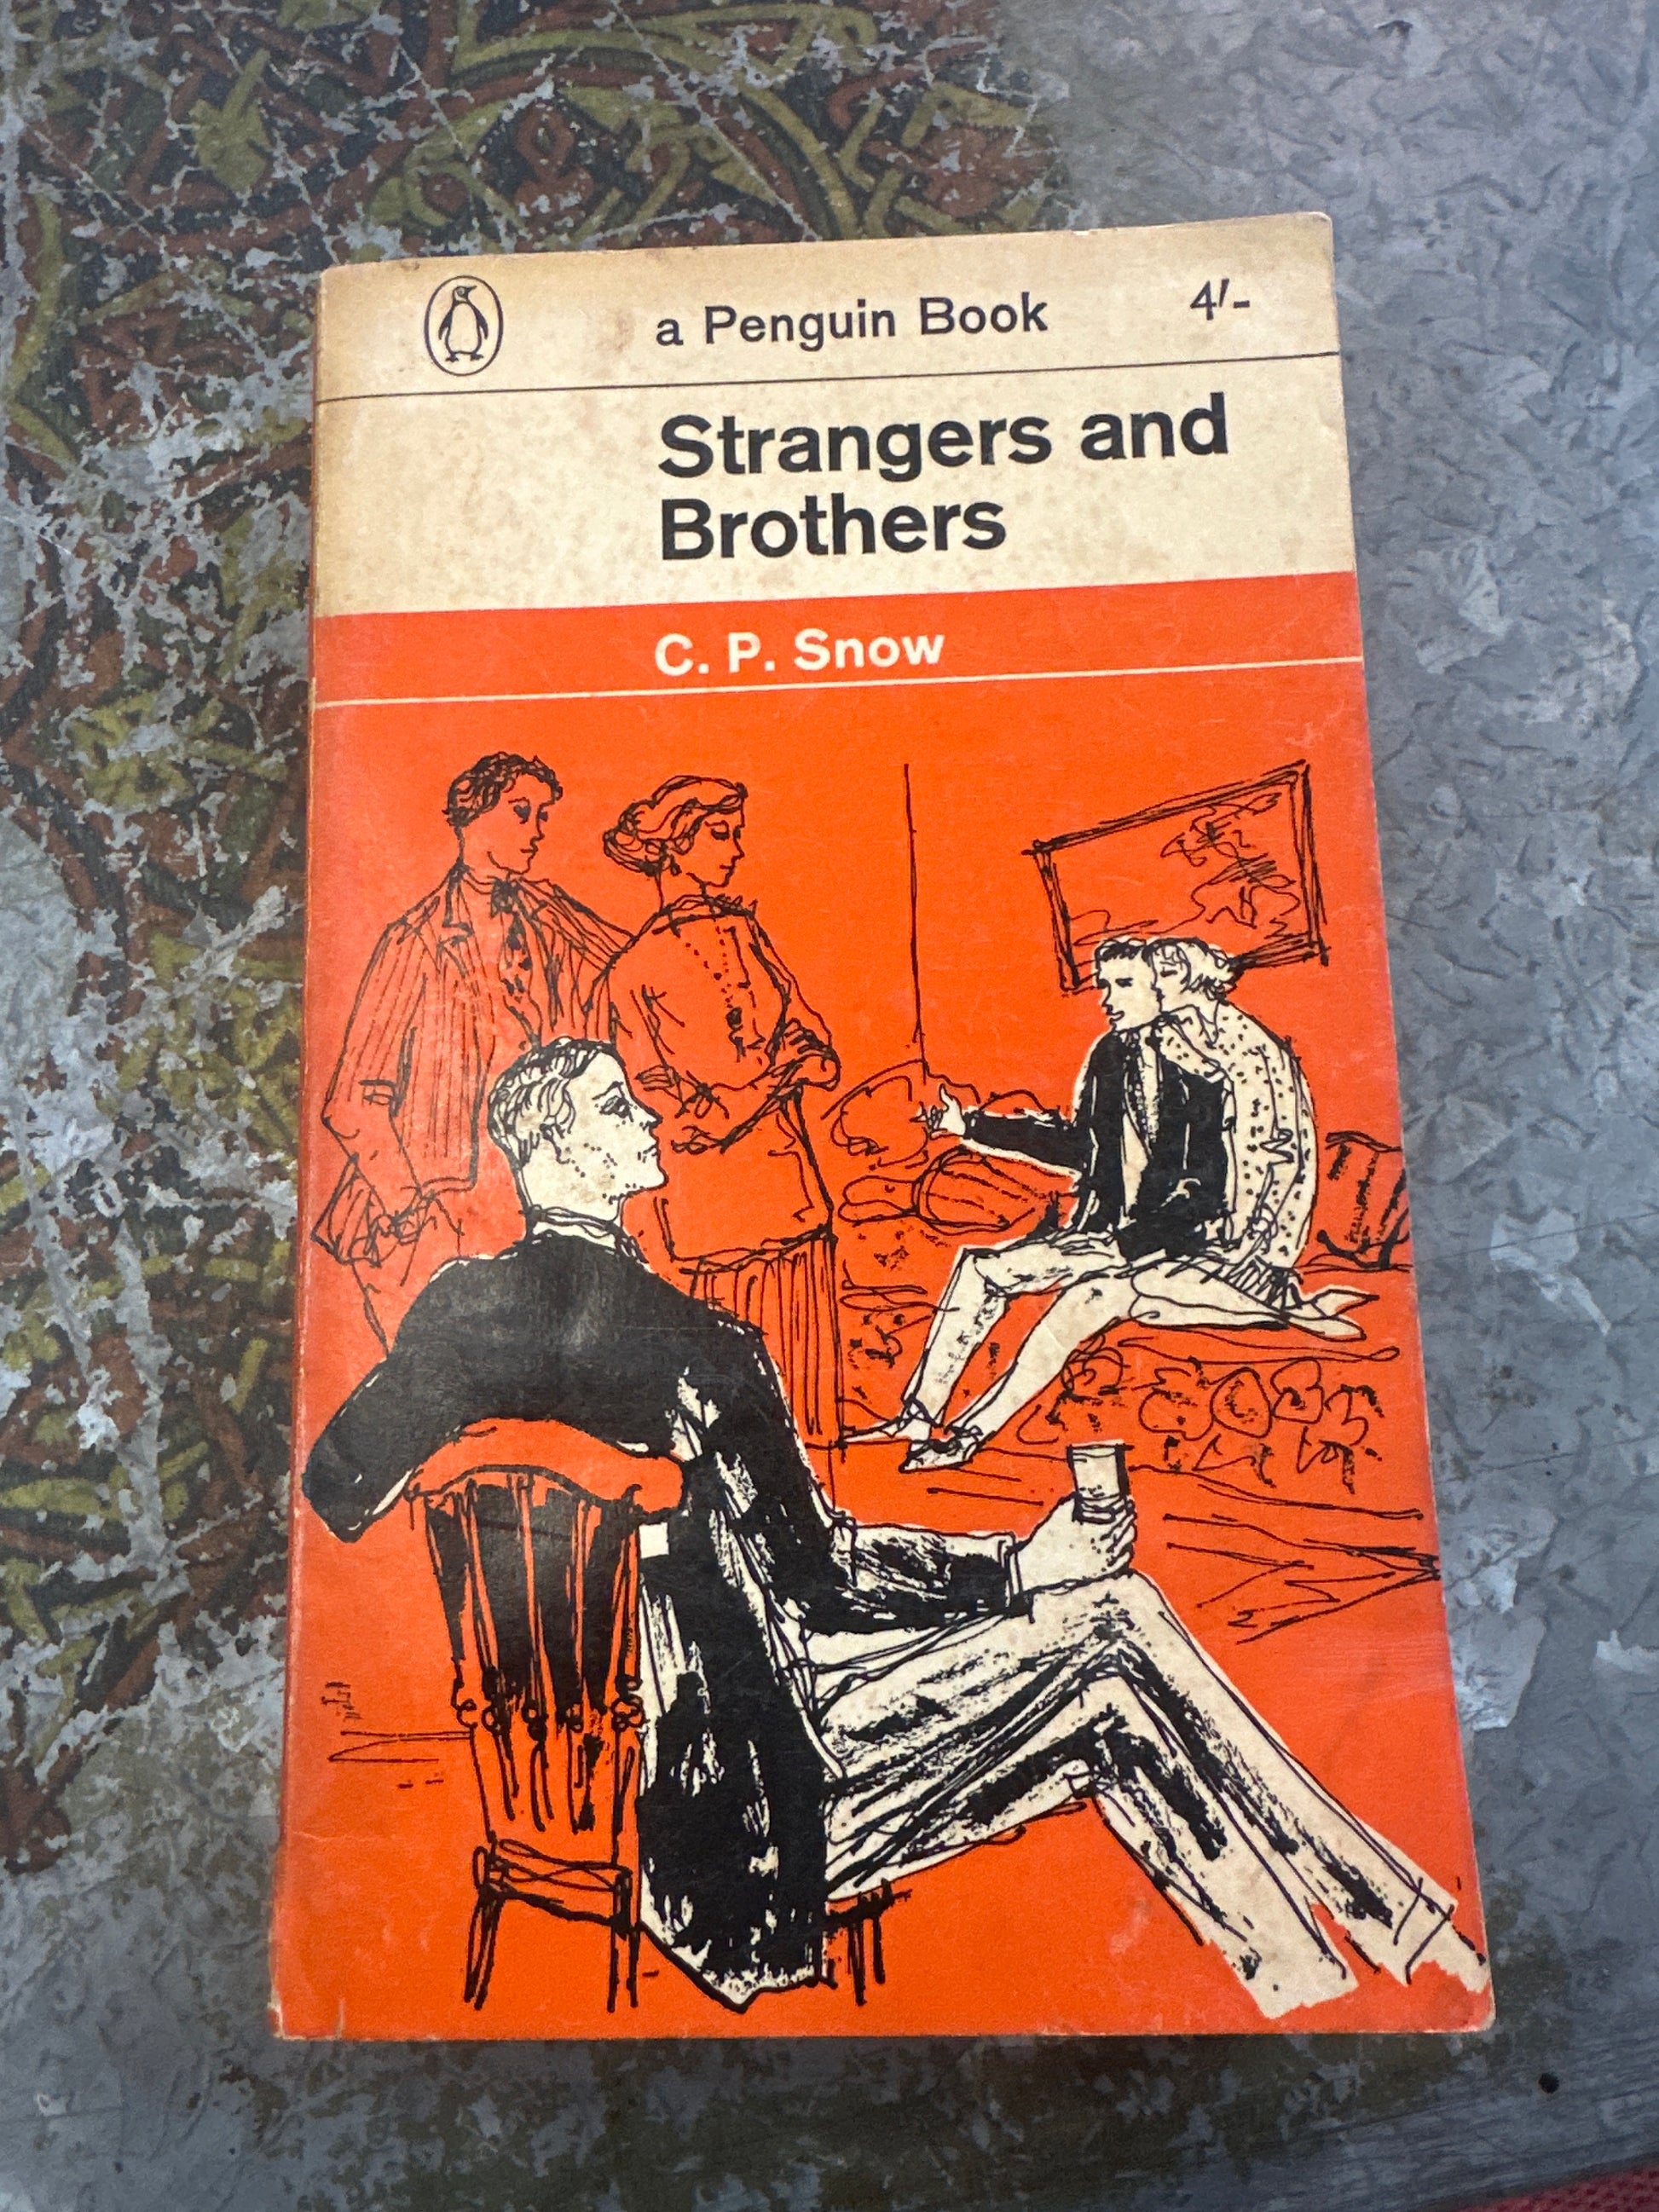 a Penguin Book 4/-
Strangers and
Brothers
C. P. Snow